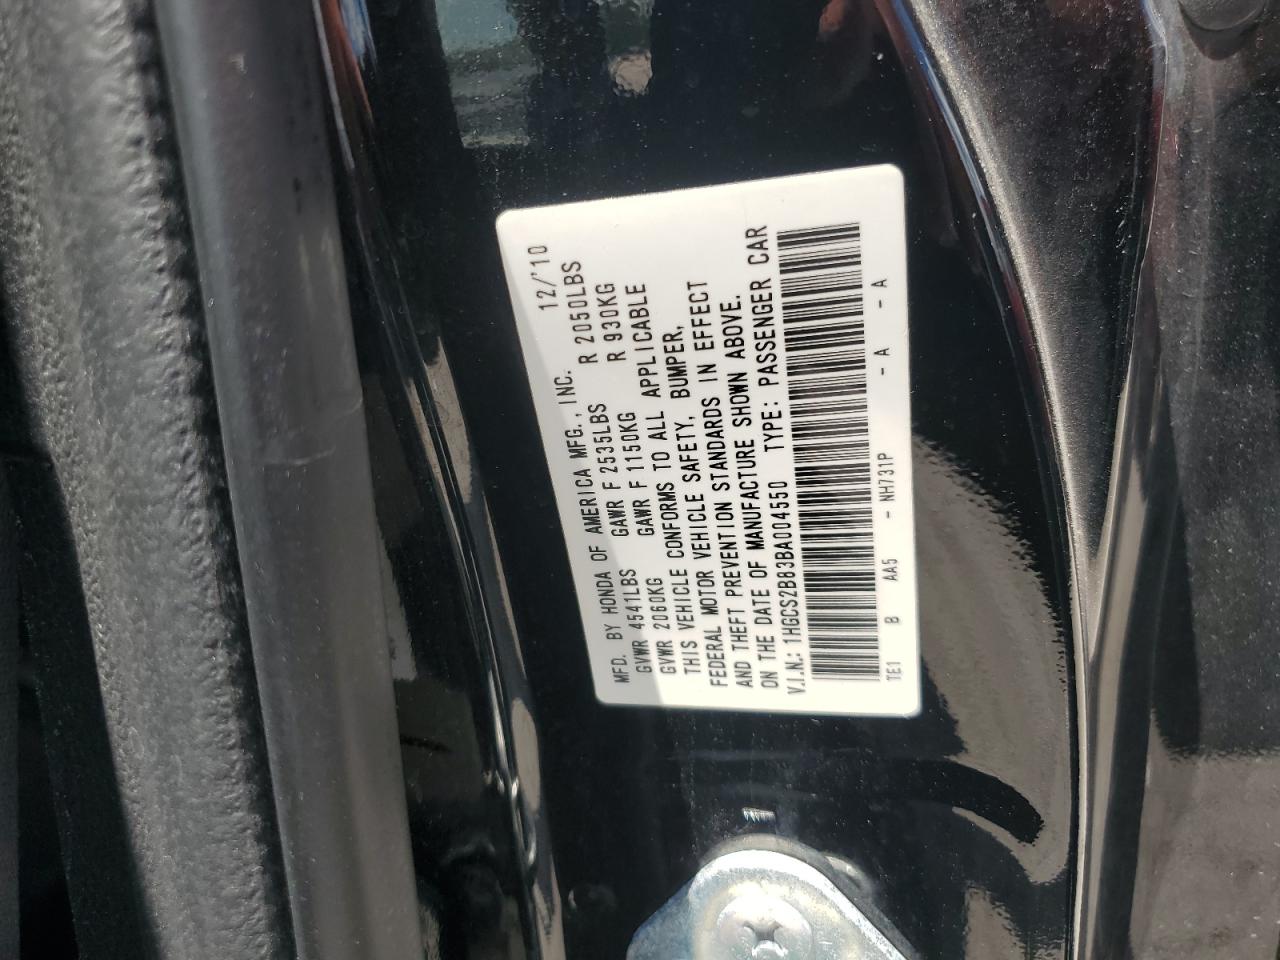 MFD. BY HONDA OF AMERICA MFG., INC. 12/'10
GVWR 4541LBS GAWR F 2535LBS R 2050LBS
GVWR 2060KG GAWR F 1150KG R 930KG
THIS VEHICLE CONFORMS TO ALL APPLICABLE
FEDERAL MOTOR VEHICLE SAFETY, BUMPER,
AND THEFT PREVENTION STANDARDS IN EFFECT
ON THE DATE OF MANUFACTURE SHOWN ABOVE.
V.I.N.: 1HGCS2B83BA004550 TYPE: PASSENGER CAR
TE1 B AA5 - NH731P - A - A